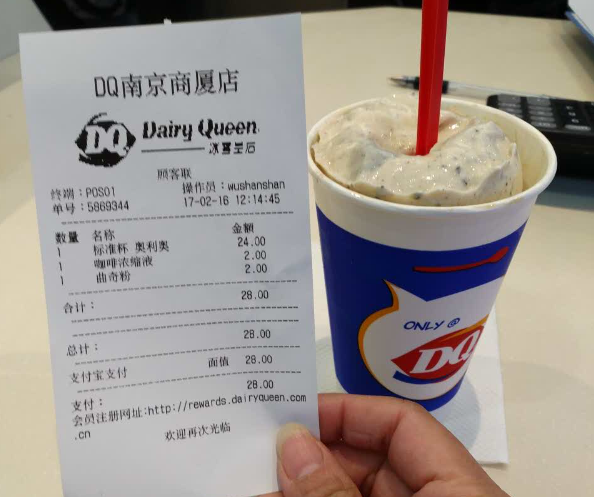 DQ南京商厦店
DQ Dairy Queen.
冰雪皇后
顾客联
终端:POS01 操作员:wushanshan
单号:5869344 17-02-16 12:14:45
数量 名称 金额
1 标准杯 奥利奥 24.00
1 咖啡浓缩液 2.00
1 曲奇粉 2.00
合计: 28.00
总计: 28.00
支付宝支付 面值 28.00
支付: 28.00
会员注册网址:http://rewards.dairyqueen.com
.cn
欢迎再次光临
ONLY @
DQ